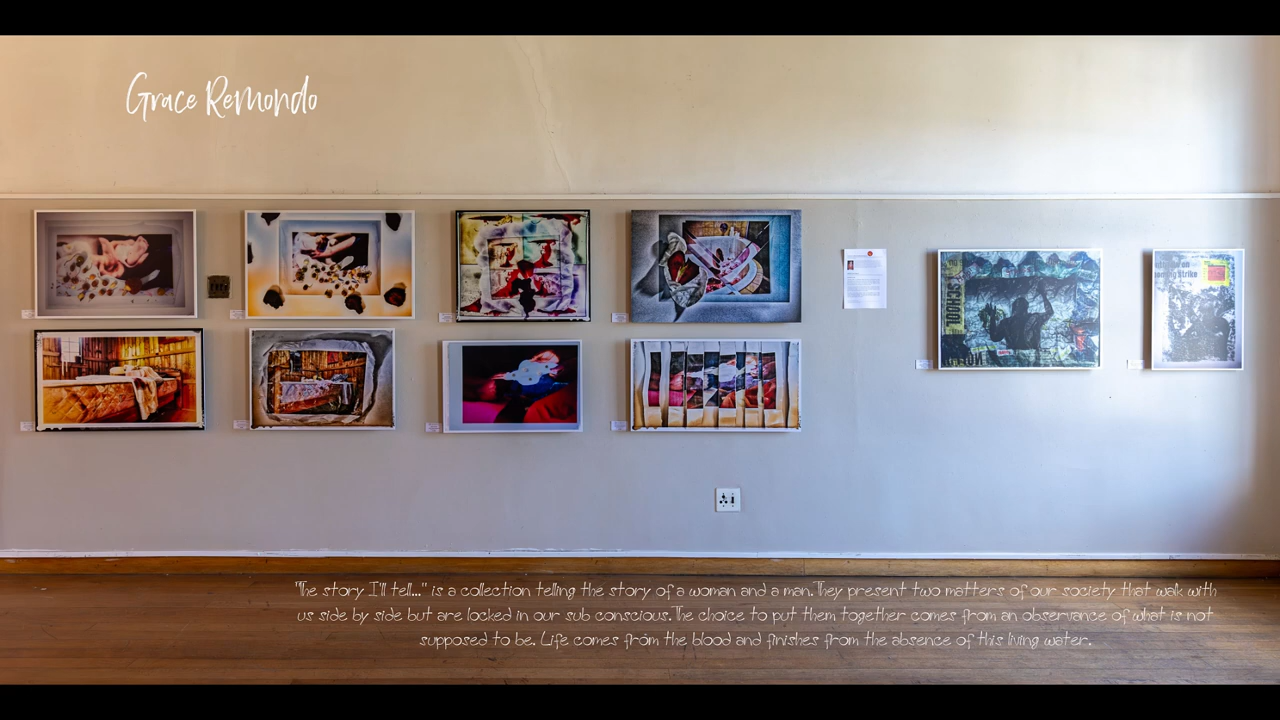 Grace Remondo
SCHOOL
Strike
"The story I'll tell..." is a collection telling the story of a woman and a man.They present two matters of our society that walk with
us side by side but are locked in our sub conscious.The choice to put them together comes from an observance of what is not
supposed to be. Life comes from the blood and finishes from the absence of this living water.